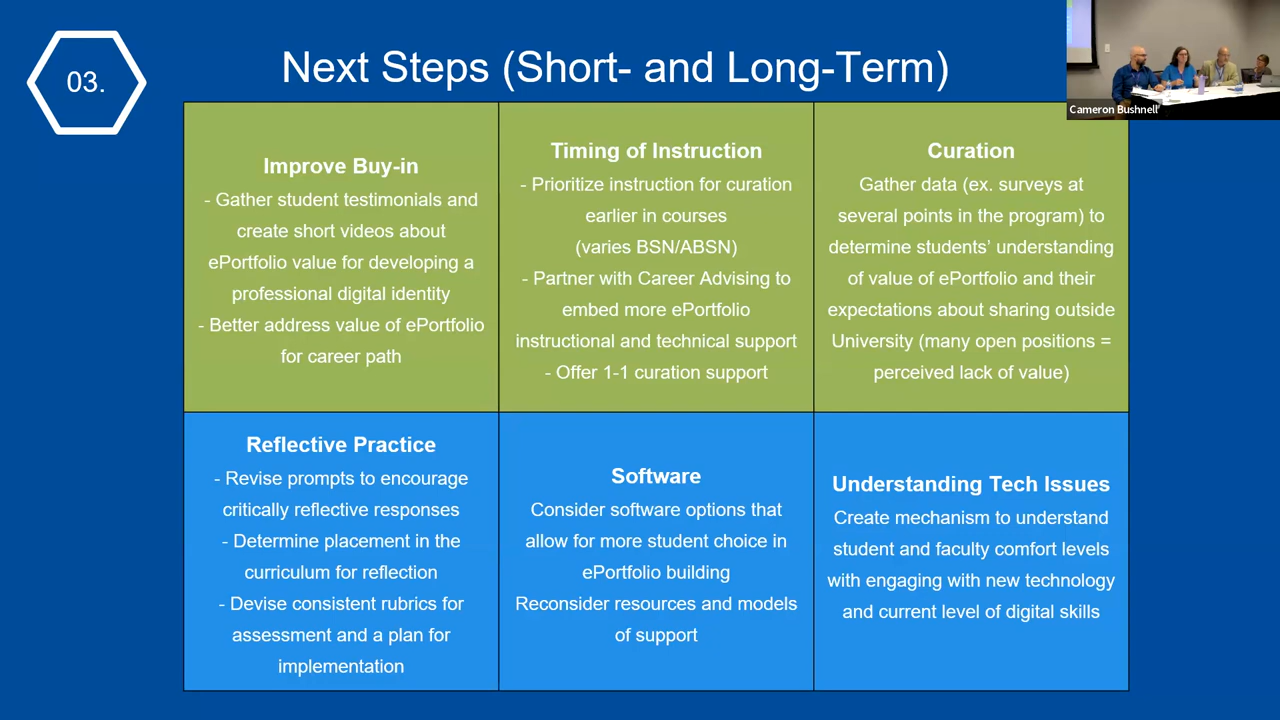 03.
Next Steps (Short- and Long-Term)
Cameron Bushnell
Improve Buy-in
- Gather student testimonials and
create short videos about
ePortfolio value for developing a
professional digital identity
- Better address value of ePortfolio
for career path
Timing of Instruction
- Prioritize instruction for curation
earlier in courses
(varies BSN/ABSN)
- Partner with Career Advising to
embed more ePortfolio
instructional and technical support
- Offer 1-1 curation support
Curation
Gather data (ex. surveys at
several points in the program) to
determine students' understanding
of value of ePortfolio and their
expectations about sharing outside
University (many open positions =
perceived lack of value)
Reflective Practice
- Revise prompts to encourage
critically reflective responses
- Determine placement in the
curriculum for reflection
- Devise consistent rubrics for
assessment and a plan for
implementation
Software
Consider software options that
allow for more student choice in
ePortfolio building
Reconsider resources and models
of support
Understanding Tech Issues
Create mechanism to understand
student and faculty comfort levels
with engaging with new technology
and current level of digital skills